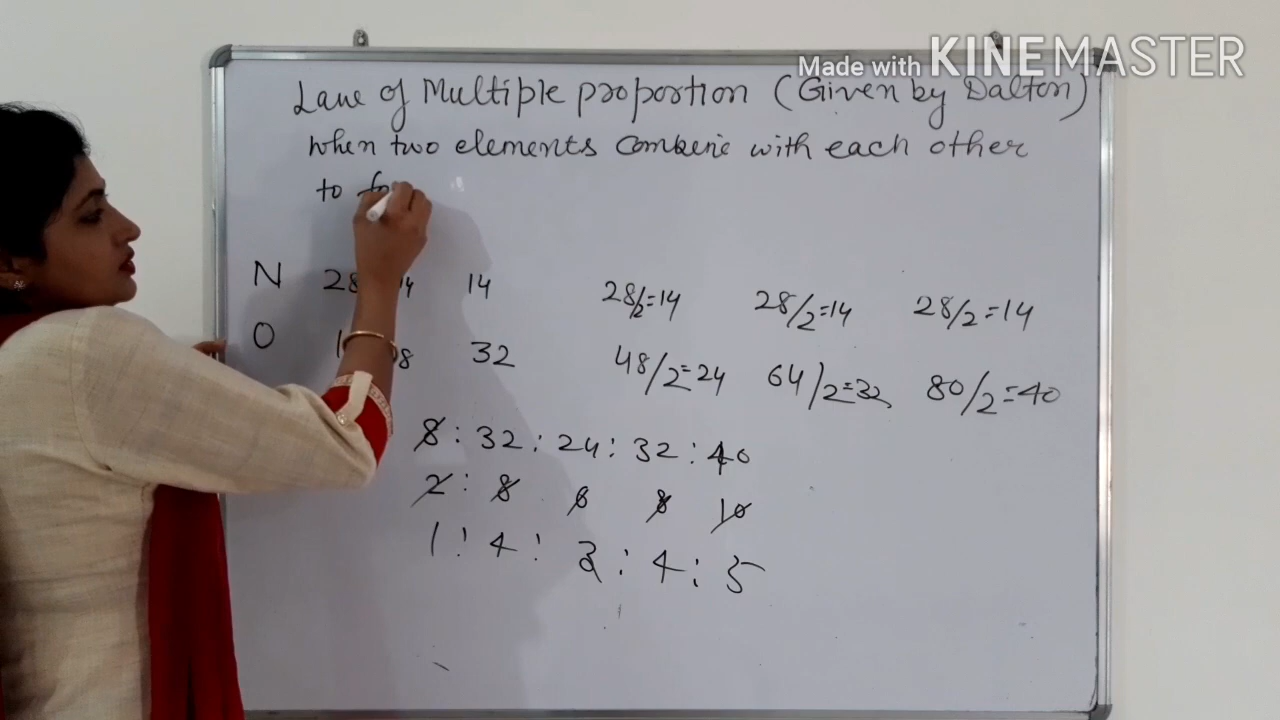 Made with KINEMASTER
Law of Multiple proportion (Given by Dalton)
when two elements combine with each other
to fo
N 28 14 28/2=14 28/2=14 28/2=14
O 32 48/2=24 64/2=32 80/2=40
8 : 32 : 24 : 32 : 40
2 : 8 6 8 10
1 : 4 : 3 : 4 : 5